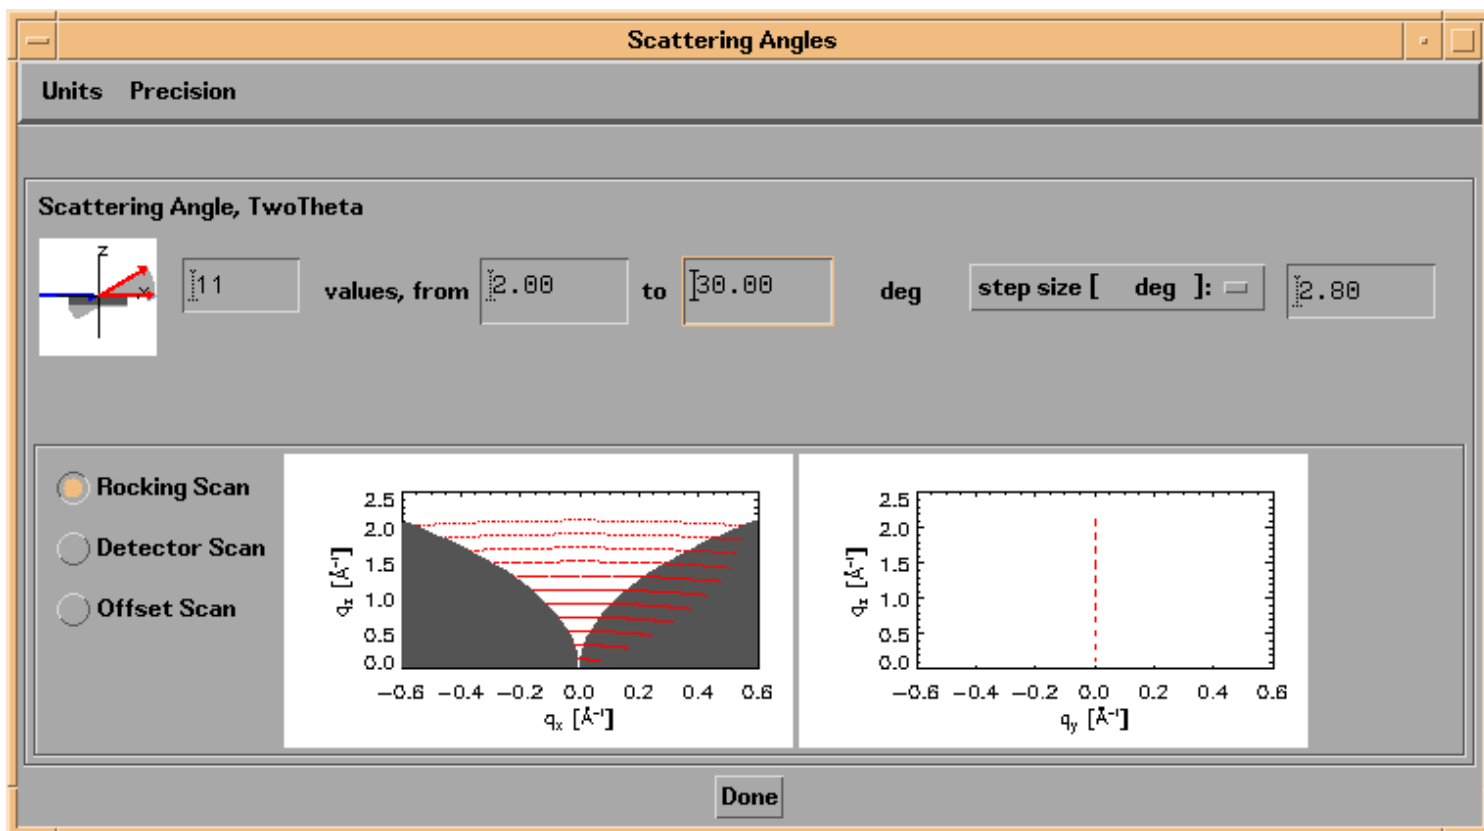 Scattering Angles
Units Precision
Scattering Angle, TwoTheta
z
x
11 values, from 2.00 to 30.00 deg step size [ deg ]: 2.80
Rocking Scan
Detector Scan
Offset Scan
2.5
2.0
1.5
1.0
0.5
0.0
qz [Å⁻¹]
−0.6 −0.4 −0.2 0.0 0.2 0.4 0.6
qx [Å⁻¹]
2.5
2.0
1.5
1.0
0.5
0.0
qz [Å⁻¹]
−0.6 −0.4 −0.2 0.0 0.2 0.4 0.6
qy [Å⁻¹]
Done